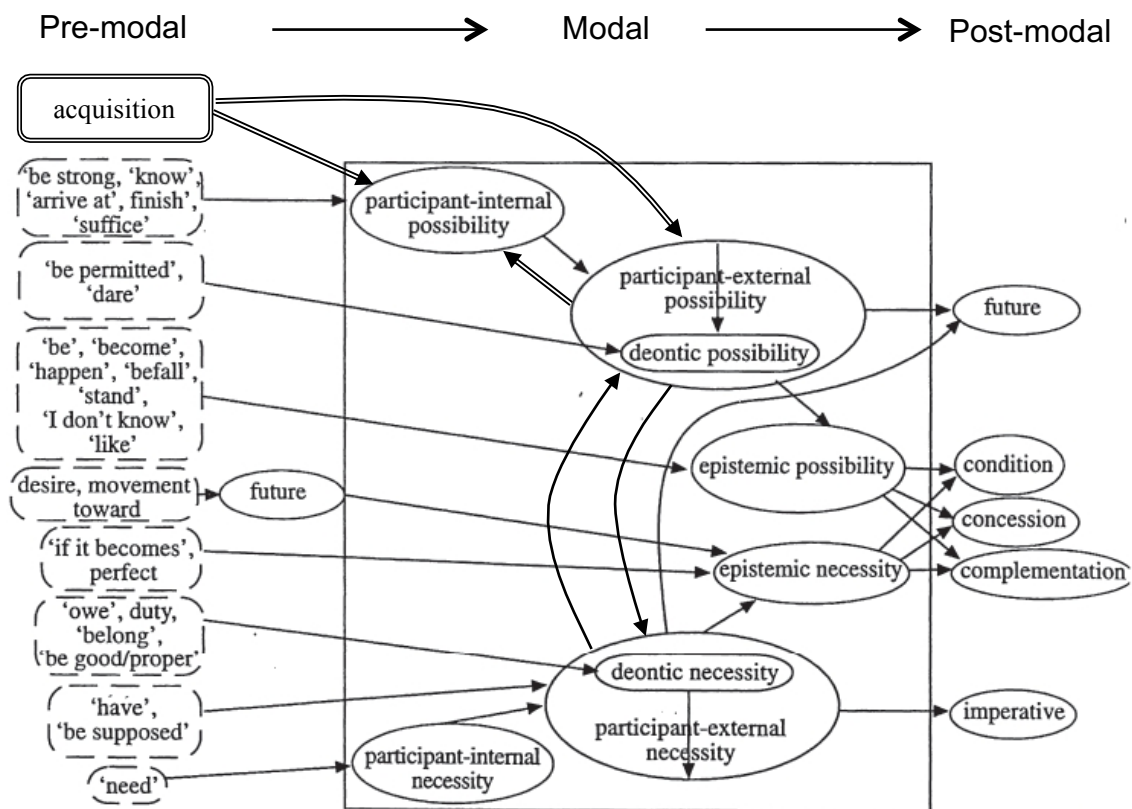 Pre-modal
Modal
Post-modal
acquisition
‘be strong, ‘know’,
‘arrive at’, finish’,
‘suffice’
participant-internal
possibility
‘be permitted’,
‘dare’
participant-external
possibility
deontic possibility
future
‘be’, ‘become’,
‘happen’, ‘befall’,
‘stand’,
‘I don’t know’,
‘like’
epistemic possibility
condition
desire, movement
toward
future
concession
‘if it becomes’,
perfect
epistemic necessity
complementation
‘owe’, duty,
‘belong’,
‘be good/proper’
deontic necessity
‘have’,
‘be supposed’
participant-external
necessity
imperative
participant-internal
necessity
‘need’